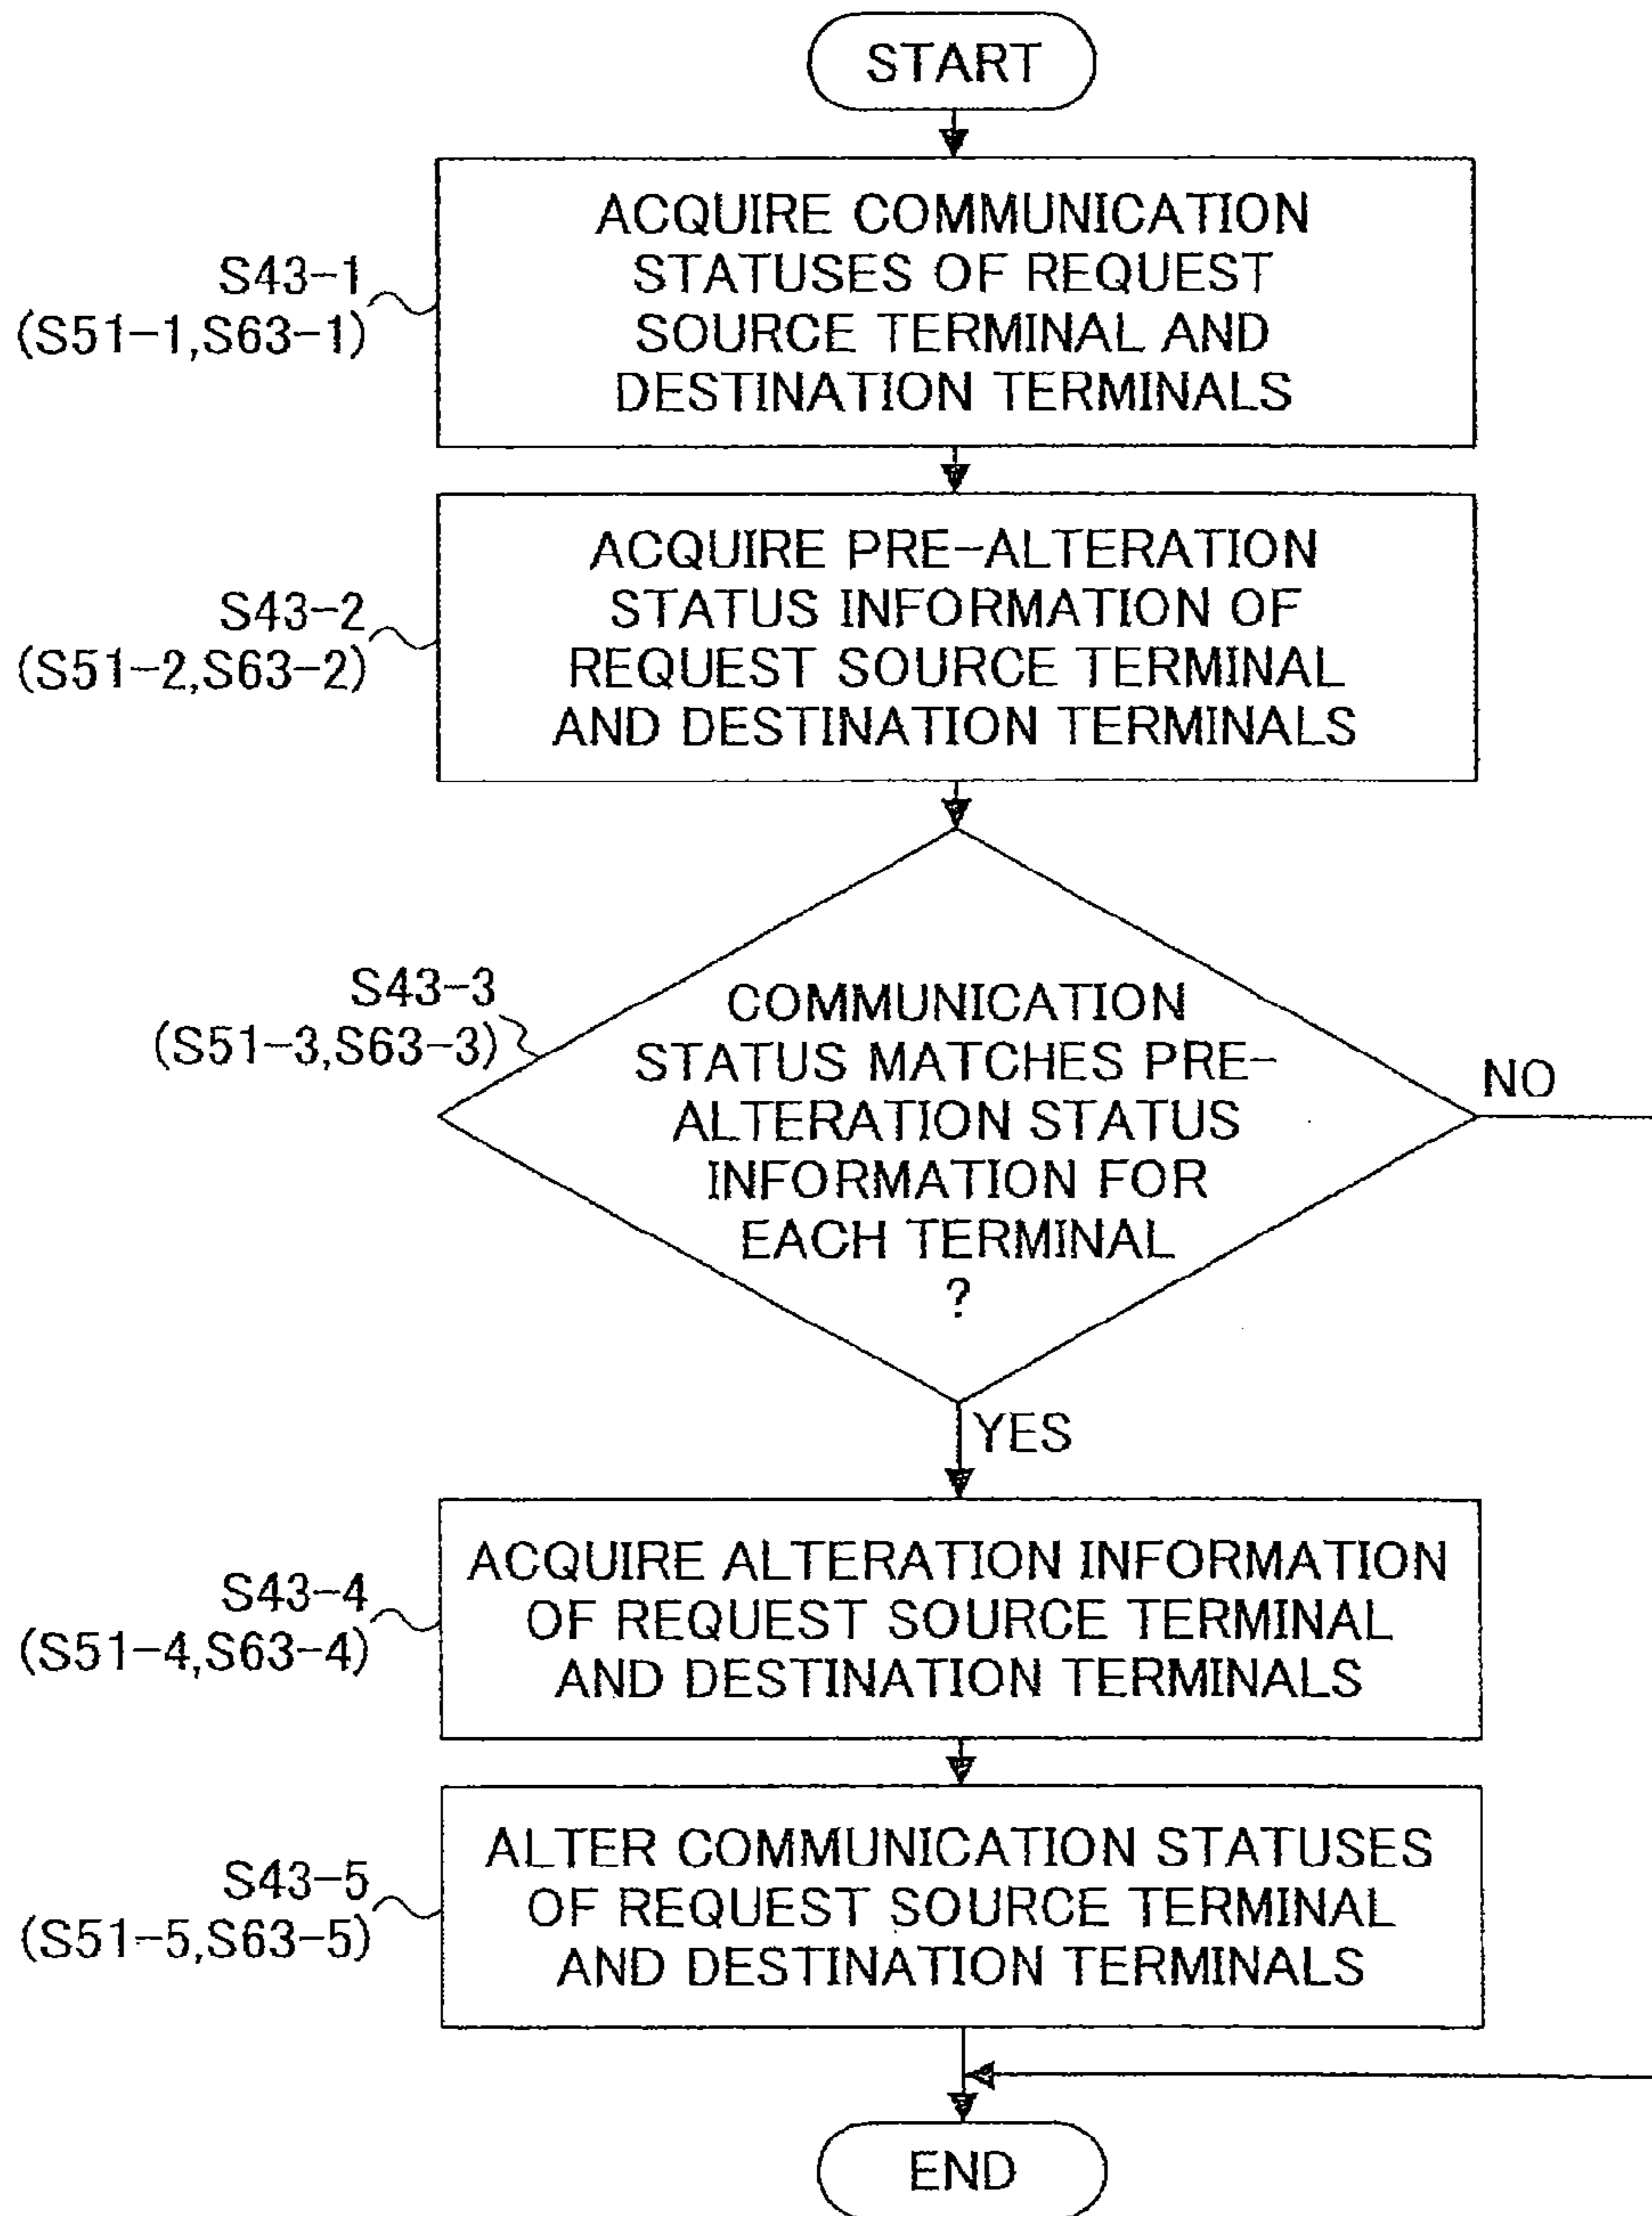 START
S43-1
(S51-1,S63-1)
ACQUIRE COMMUNICATION
STATUSES OF REQUEST
SOURCE TERMINAL AND
DESTINATION TERMINALS
S43-2
(S51-2,S63-2)
ACQUIRE PRE-ALTERATION
STATUS INFORMATION OF
REQUEST SOURCE TERMINAL
AND DESTINATION TERMINALS
S43-3
(S51-3,S63-3)
COMMUNICATION
STATUS MATCHES PRE-
ALTERATION STATUS
INFORMATION FOR
EACH TERMINAL
?
NO
YES
S43-4
(S51-4,S63-4)
ACQUIRE ALTERATION INFORMATION
OF REQUEST SOURCE TERMINAL
AND DESTINATION TERMINALS
S43-5
(S51-5,S63-5)
ALTER COMMUNICATION STATUSES
OF REQUEST SOURCE TERMINAL
AND DESTINATION TERMINALS
END